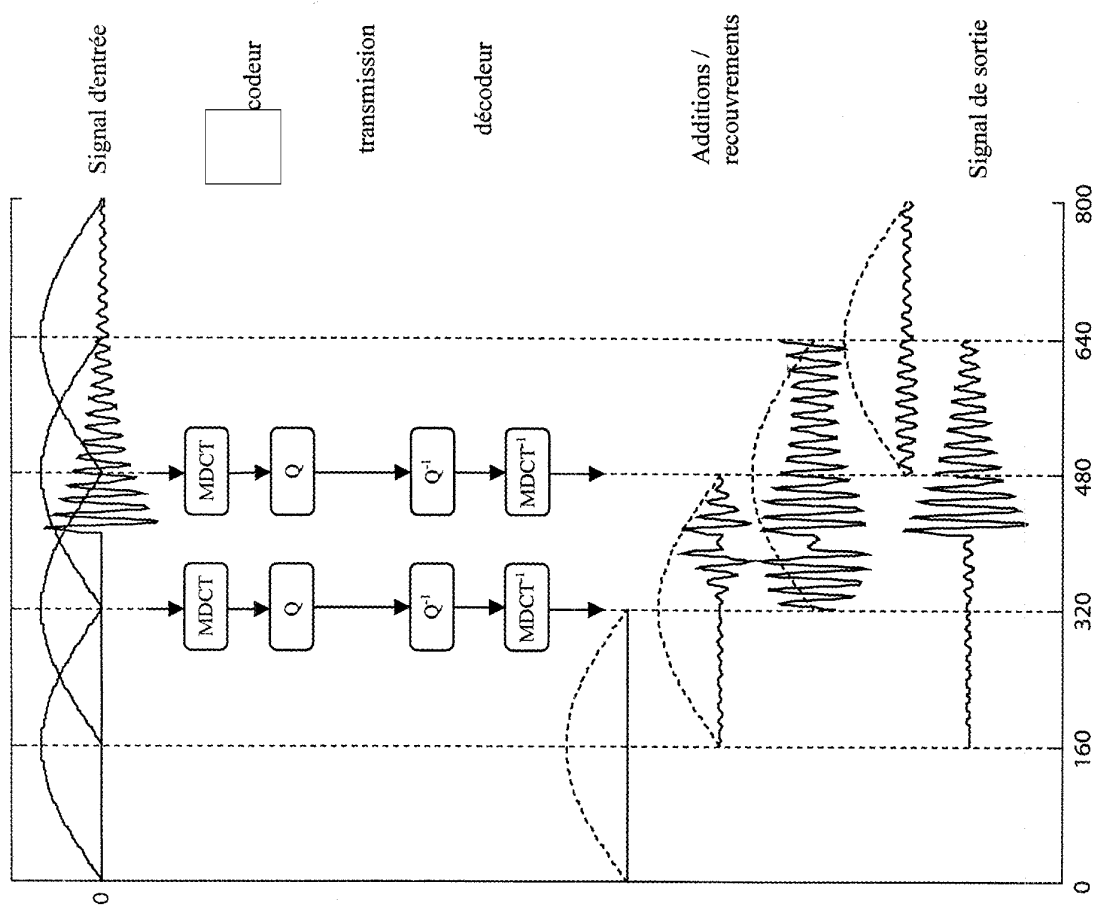 Signal d'entrée
codeur
transmission
décodeur
Additions /
recouvrements
Signal de sortie
0
MDCT
Q
Q-1
MDCT-1
MDCT
Q
Q-1
MDCT-1
0
160
320
480
640
800